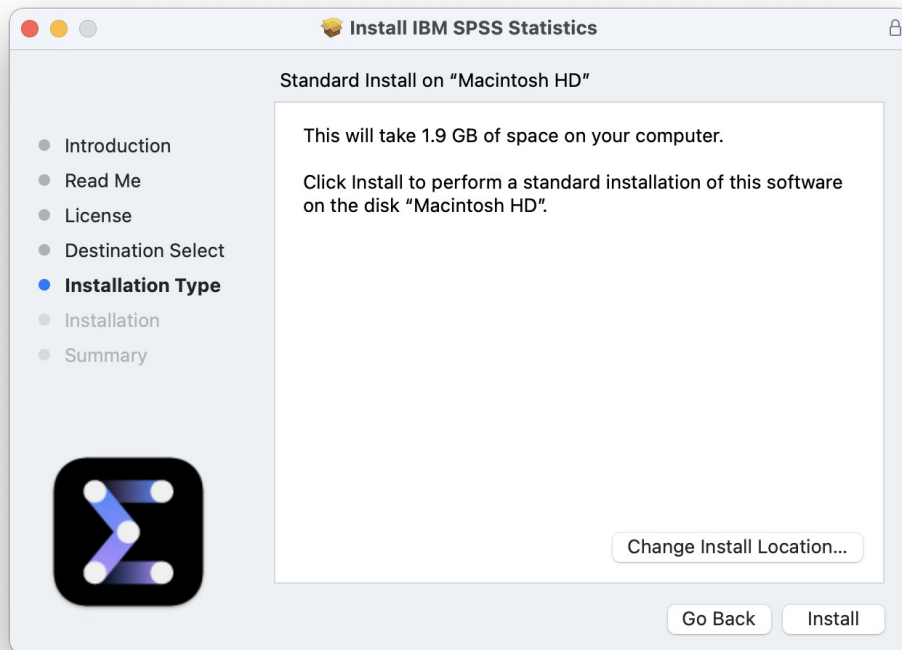 Install IBM SPSS Statistics
Standard Install on “Macintosh HD”
Introduction
Read Me
License
Destination Select
Installation Type
Installation
Summary
This will take 1.9 GB of space on your computer.
Click Install to perform a standard installation of this software
on the disk “Macintosh HD”.
Change Install Location...
Go Back
Install